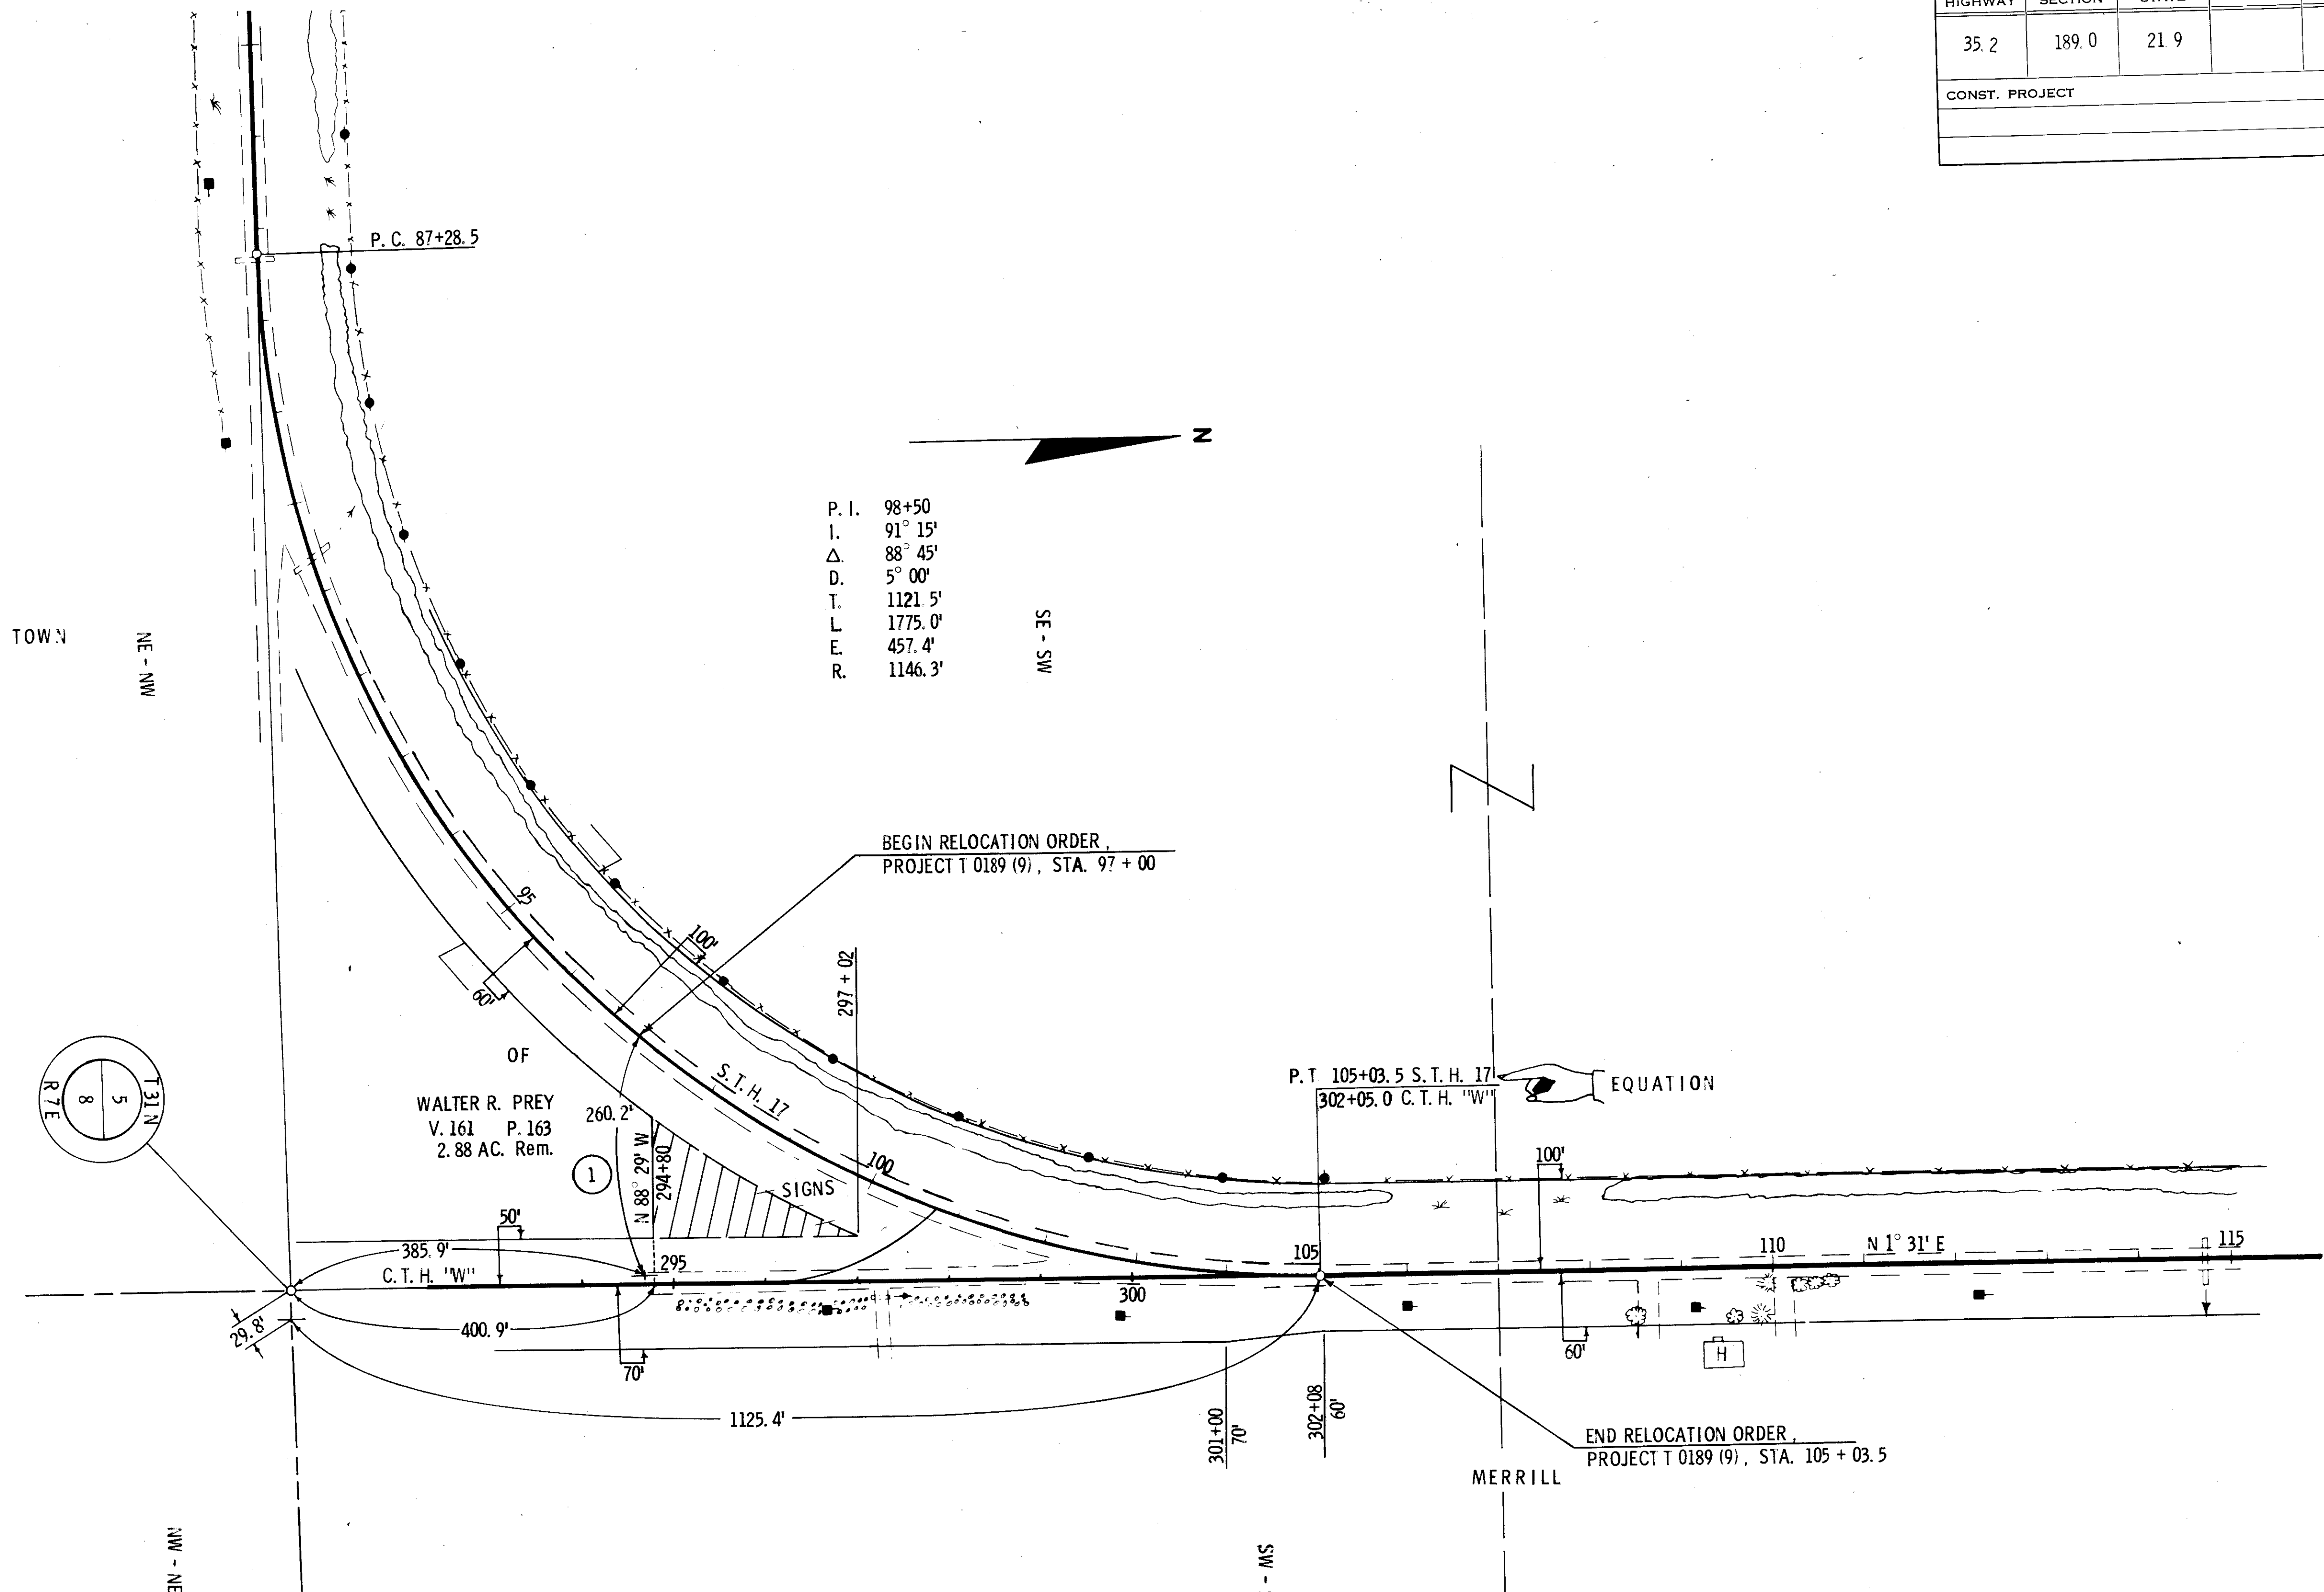 HIGHWAY SECTION
35.2 189.0 21.9
CONST. PROJECT
P. C. 87+28.5
N
P. I. 98+50
I. 91° 15'
Δ. 88° 45'
D. 5° 00'
T. 1121.5'
L 1775.0'
E. 457.4'
R. 1146.3'
TOWN
NE - NW
SE - SW
BEGIN RELOCATION ORDER,
PROJECT T 0189 (9), STA. 97 + 00
95
100'
60'
297 + 02
OF
WALTER R. PREY
V. 161 P. 163
2.88 AC. Rem.
260.2'
S. T. H. 17
T31N
5
8
R7E
1
N 88° 29' W
294+80
SIGNS
100
P. T 105+03.5 S. T. H. 17
302+05.0 C. T. H. "W"
EQUATION
100'
50'
385.9'
C. T. H. "W"
295
105
110
N 1° 31' E
115
300
29.8'
400.9'
70'
60'
H
1125.4'
301+00
70'
302+08
60'
END RELOCATION ORDER,
PROJECT T 0189 (9), STA. 105 + 03.5
MERRILL
NW - NE
SW -